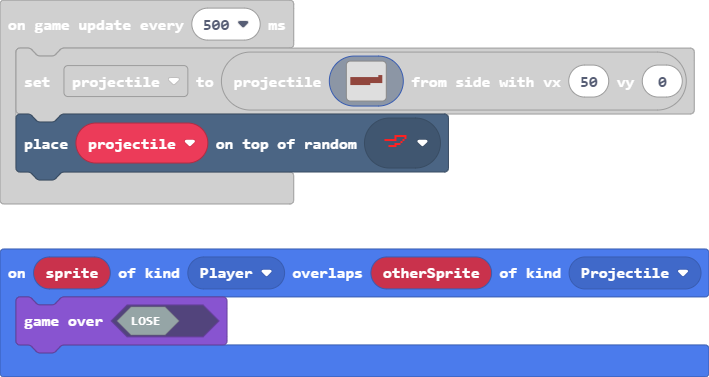 on game update every 500 ms
set projectile to projectile from side with vx 50 vy 0
place projectile on top of random
on sprite of kind Player overlaps otherSprite of kind Projectile
game over LOSE